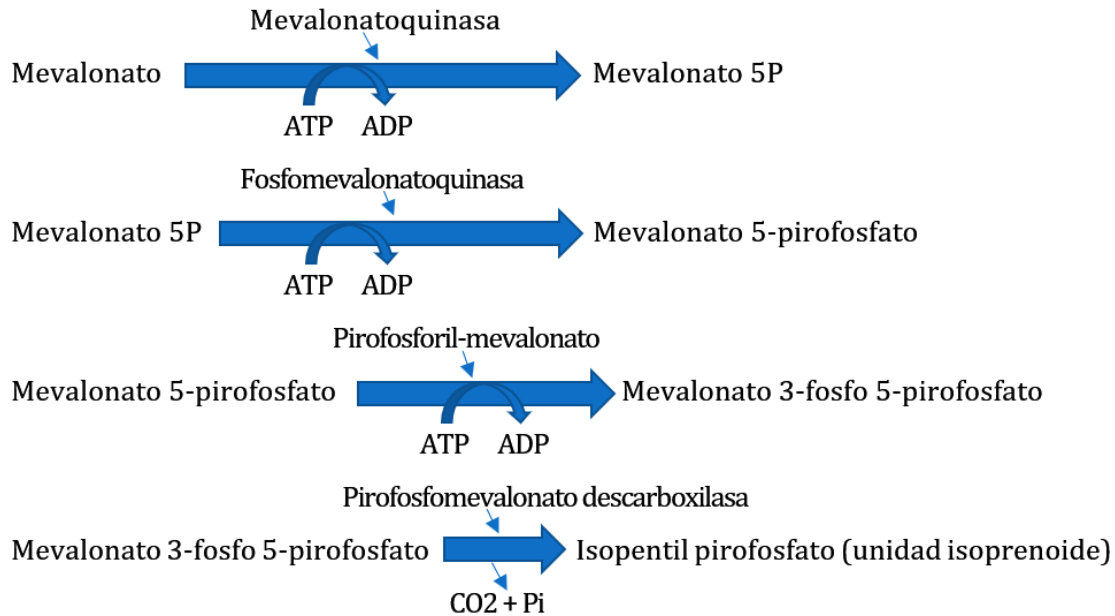 Mevalonatoquinasa
Mevalonato Mevalonato 5P
ATP ADP
Fosfomevalonatoquinasa
Mevalonato 5P Mevalonato 5-pirofosfato
ATP ADP
Pirofosforil-mevalonato
Mevalonato 5-pirofosfato Mevalonato 3-fosfo 5-pirofosfato
ATP ADP
Pirofosfomevalonato descarboxilasa
Mevalonato 3-fosfo 5-pirofosfato Isopentil pirofosfato (unidad isoprenoide)
CO2 + Pi